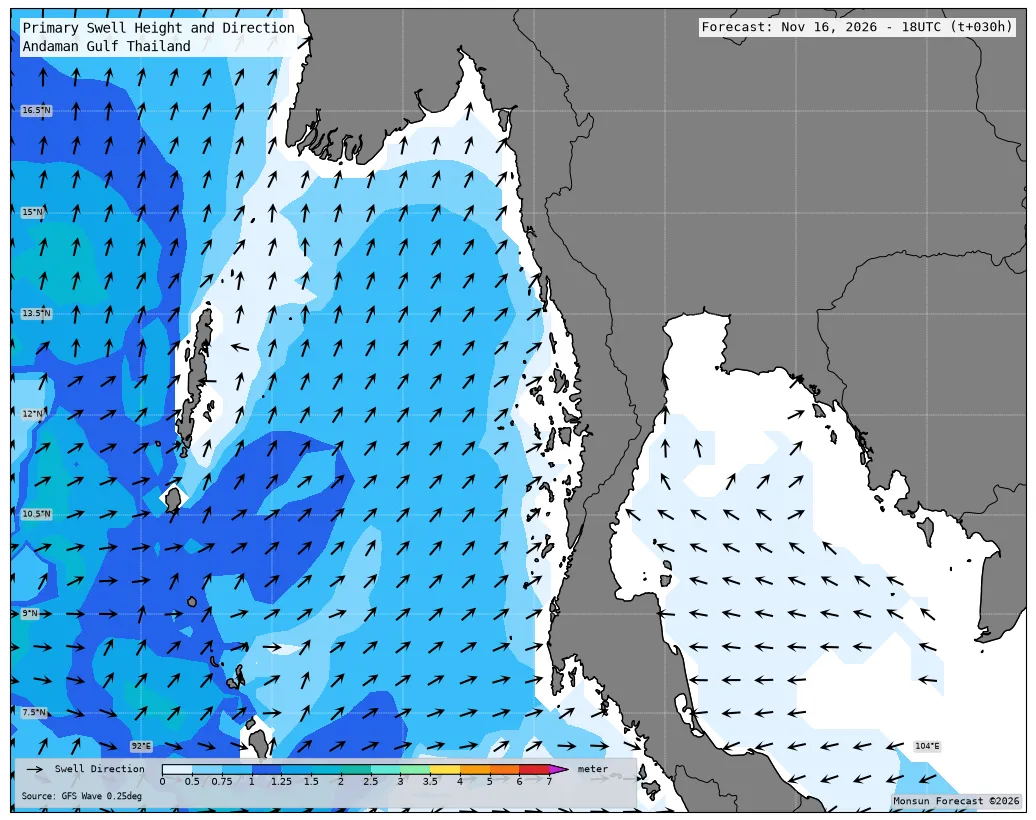 Primary Swell Height and Direction
Andaman Gulf Thailand
Forecast: Nov 16, 2026 - 18UTC (t+030h)
16.5°N
15°N
13.5°N
12°N
10.5°N
9°N
7.5°N
92°E
104°E
Swell Direction
0 0.5 0.75 1 1.25 1.5 2 2.5 3 3.5 4 5 6 7 meter
Source: GFS Wave 0.25deg
Monsun Forecast ©2026